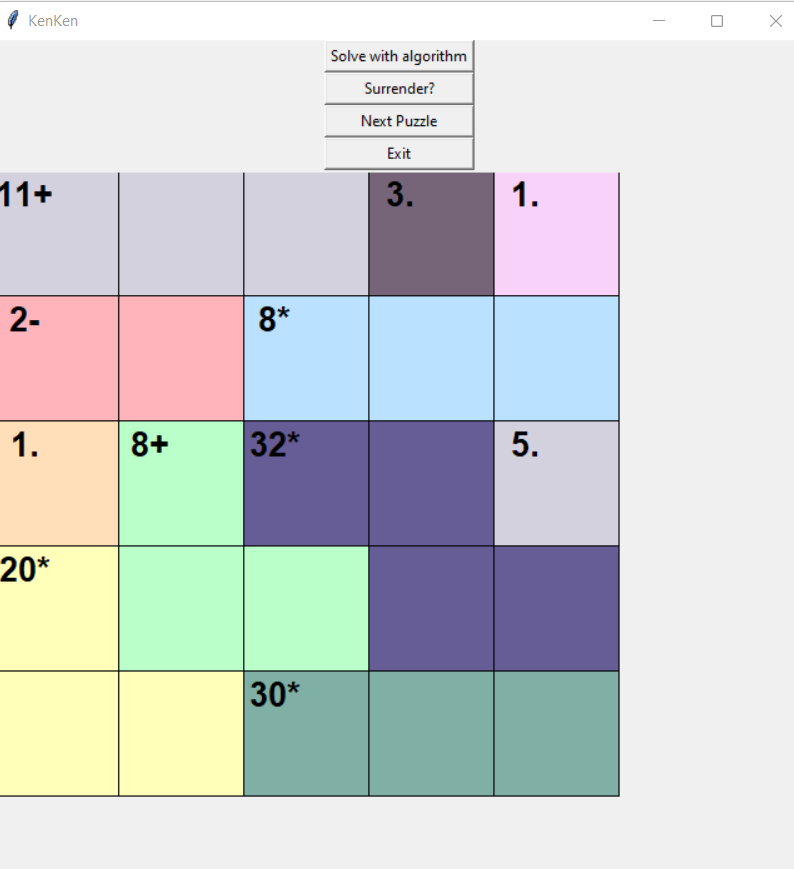 KenKen
Solve with algorithm
Surrender?
Next Puzzle
Exit
11+ 3. 1.
2- 8*
1. 8+ 32* 5.
20*
30*